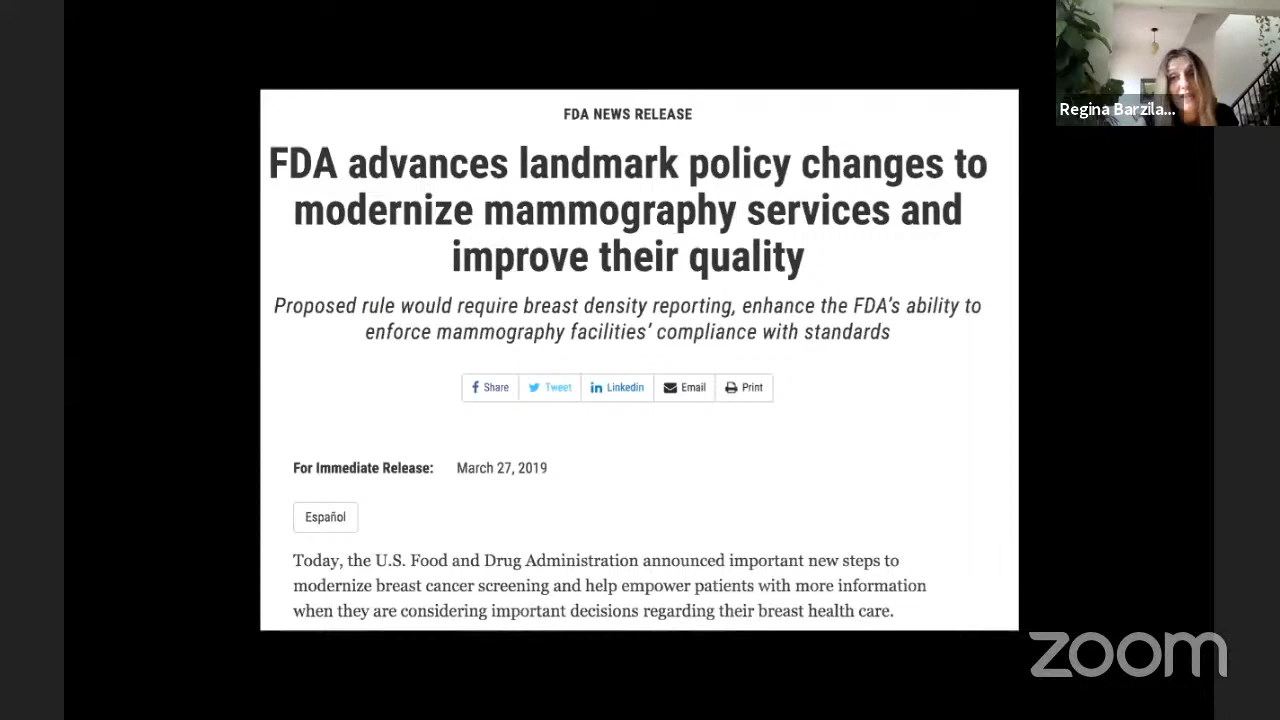 FDA NEWS RELEASE
FDA advances landmark policy changes to
modernize mammography services and
improve their quality
Proposed rule would require breast density reporting, enhance the FDA's ability to
enforce mammography facilities' compliance with standards
Share Tweet Linkedin Email Print
For Immediate Release: March 27, 2019
Español
Today, the U.S. Food and Drug Administration announced important new steps to
modernize breast cancer screening and help empower patients with more information
when they are considering important decisions regarding their breast health care.
Regina Barzila...
zoom